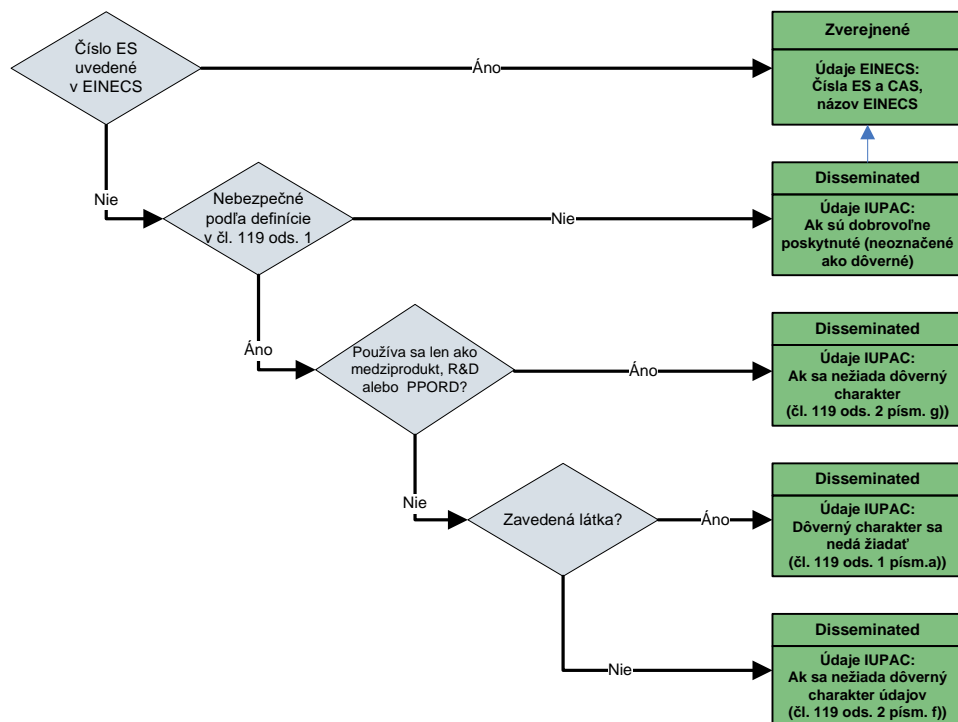 Číslo ES
uvedené
v EINECS
Áno
Zverejnené
Údaje EINECS:
Čísla ES a CAS,
názov EINECS
Nie
Nebezpečné
podľa definície
v čl. 119 ods. 1
Nie
Disseminated
Údaje IUPAC:
Ak sú dobrovoľne
poskytnuté (neoznačené
ako dôverné)
Áno
Používa sa len ako
medziprodukt, R&D
alebo PPORD?
Áno
Disseminated
Údaje IUPAC:
Ak sa nežiada dôverný
charakter
(čl. 119 ods. 2 písm. g))
Nie
Zavedená látka?
Áno
Disseminated
Údaje IUPAC:
Dôverný charakter sa
nedá žiadať
(čl. 119 ods. 1 písm.a))
Nie
Disseminated
Údaje IUPAC:
Ak sa nežiada dôverný
charakter údajov
(čl. 119 ods. 2 písm. f))